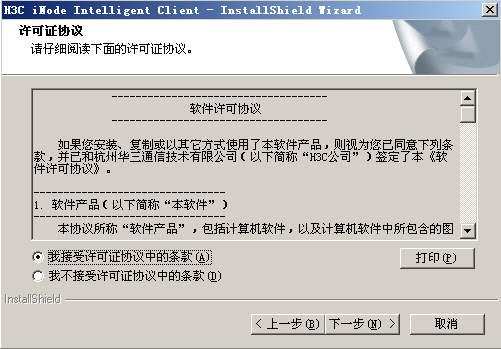 H3C iNode Intelligent Client - InstallShield Wizard
许可证协议
请仔细阅读下面的许可证协议。
------------------------------------
软件许可协议
------------------------------------
如果您安装、复制或以其它方式使用了本软件产品，则视为您已同意下列条
款，并已和杭州华三通信技术有限公司（以下简称“H3C公司”）签定了本《软
件许可协议》。
--------------------------------
1. 软件产品（以下简称“本软件”）
--------------------------------
本协议所称“软件产品”，包括计算机软件，以及计算机软件中所包含的图
我接受许可证协议中的条款(A)
打印(P)
我不接受许可证协议中的条款(D)
InstallShield
< 上一步(B) 下一步(N) > 取消